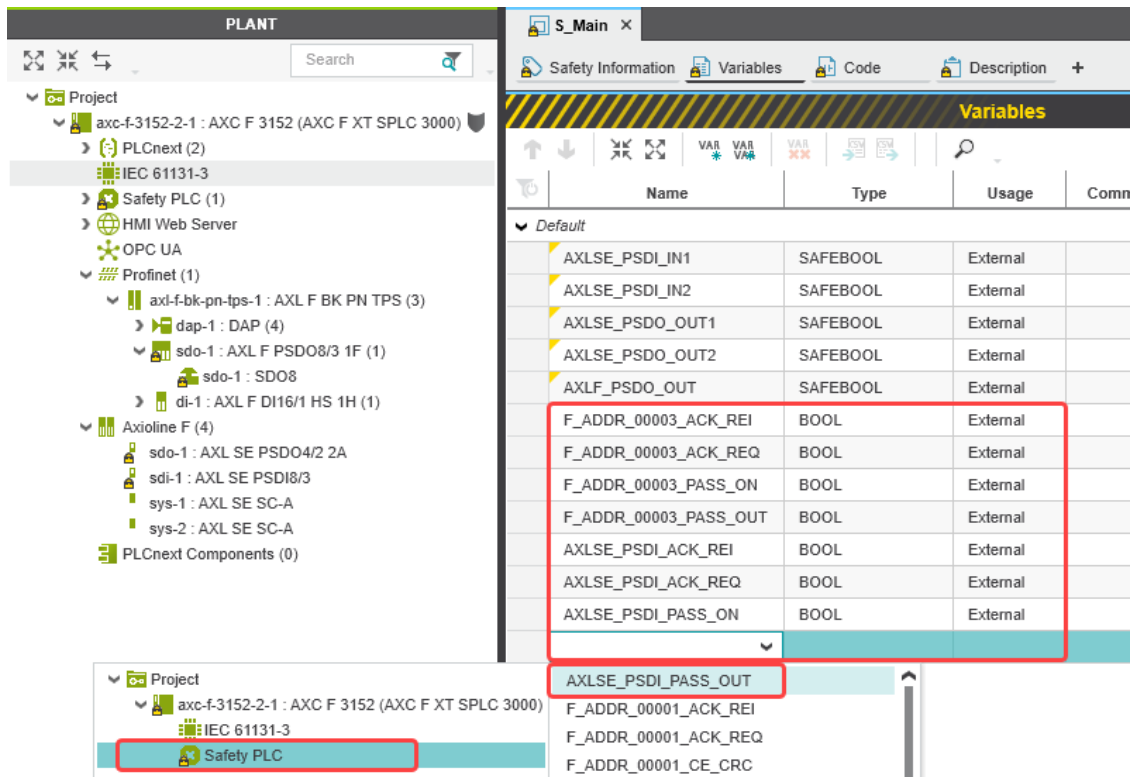 PLANT
Search
Project
axc-f-3152-2-1 : AXC F 3152 (AXC F XT SPLC 3000)
PLCnext (2)
IEC 61131-3
Safety PLC (1)
HMI Web Server
OPC UA
Profinet (1)
axl-f-bk-pn-tps-1 : AXL F BK PN TPS (3)
dap-1 : DAP (4)
sdo-1 : AXL F PSDO8/3 1F (1)
sdo-1 : SDO8
di-1 : AXL F DI16/1 HS 1H (1)
Axioline F (4)
sdo-1 : AXL SE PSDO4/2 2A
sdi-1 : AXL SE PSDI8/3
sys-1 : AXL SE SC-A
sys-2 : AXL SE SC-A
PLCnext Components (0)
S_Main
Safety Information Variables Code Description +
Variables
VAR VAR VAR VAR CSV CSV
Name Type Usage Comm
Default
AXLSE_PSDI_IN1 SAFEBOOL External
AXLSE_PSDI_IN2 SAFEBOOL External
AXLSE_PSDO_OUT1 SAFEBOOL External
AXLSE_PSDO_OUT2 SAFEBOOL External
AXLF_PSDO_OUT SAFEBOOL External
F_ADDR_00003_ACK_REI BOOL External
F_ADDR_00003_ACK_REQ BOOL External
F_ADDR_00003_PASS_ON BOOL External
F_ADDR_00003_PASS_OUT BOOL External
AXLSE_PSDI_ACK_REI BOOL External
AXLSE_PSDI_ACK_REQ BOOL External
AXLSE_PSDI_PASS_ON BOOL External
Project
axc-f-3152-2-1 : AXC F 3152 (AXC F XT SPLC 3000)
IEC 61131-3
Safety PLC
AXLSE_PSDI_PASS_OUT
F_ADDR_00001_ACK_REI
F_ADDR_00001_ACK_REQ
F_ADDR_00001_CE_CRC